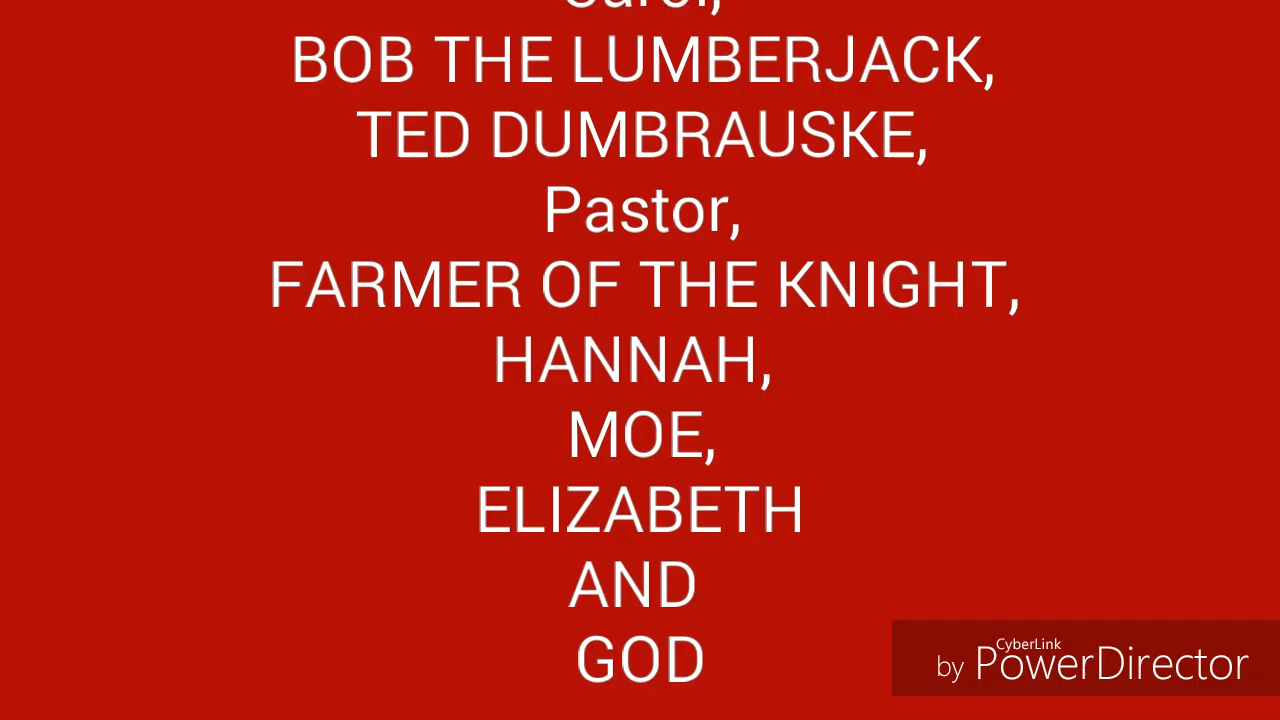 BOB THE LUMBERJACK,
TED DUMBRAUSKE,
Pastor,
FARMER OF THE KNIGHT,
HANNAH,
MOE,
ELIZABETH
AND
GOD
CyberLink
by PowerDirector